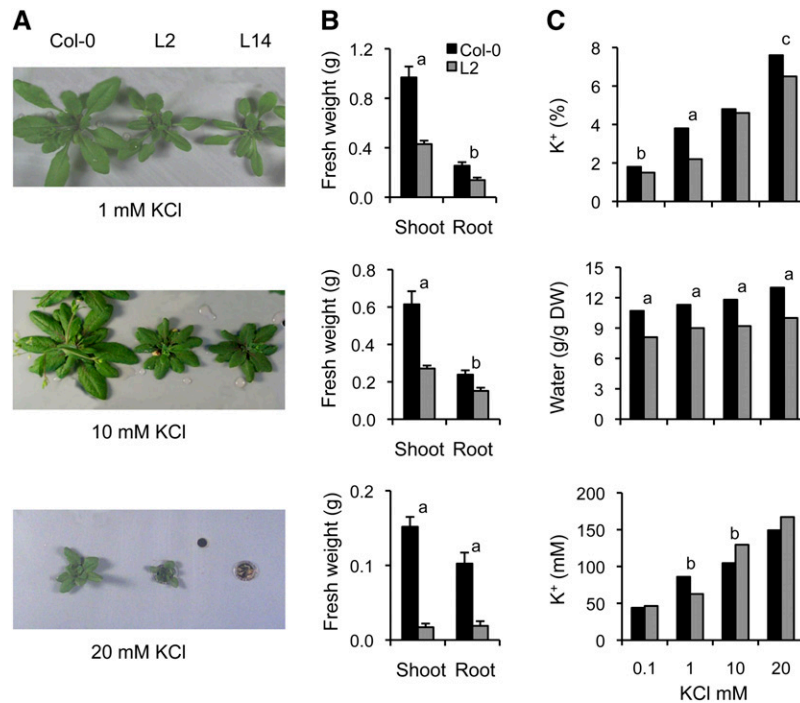 A
Col-0 L2 L14
1 mM KCl
10 mM KCl
20 mM KCl
B
Col-0
L2
Fresh weight (g)
1.2
0.8
0.4
0.0
a
b
Shoot Root
Fresh weight (g)
0.8
0.6
0.4
0.2
0.0
a
b
Shoot Root
Fresh weight (g)
0.2
0.1
0.0
a
a
Shoot Root
C
K⁺ (%)
8
6
4
2
0
b
a
c
Water (g/g DW)
15
12
9
6
3
0
a a a a
K⁺ (mM)
200
150
100
50
0
b b
0.1 1 10 20
KCl mM